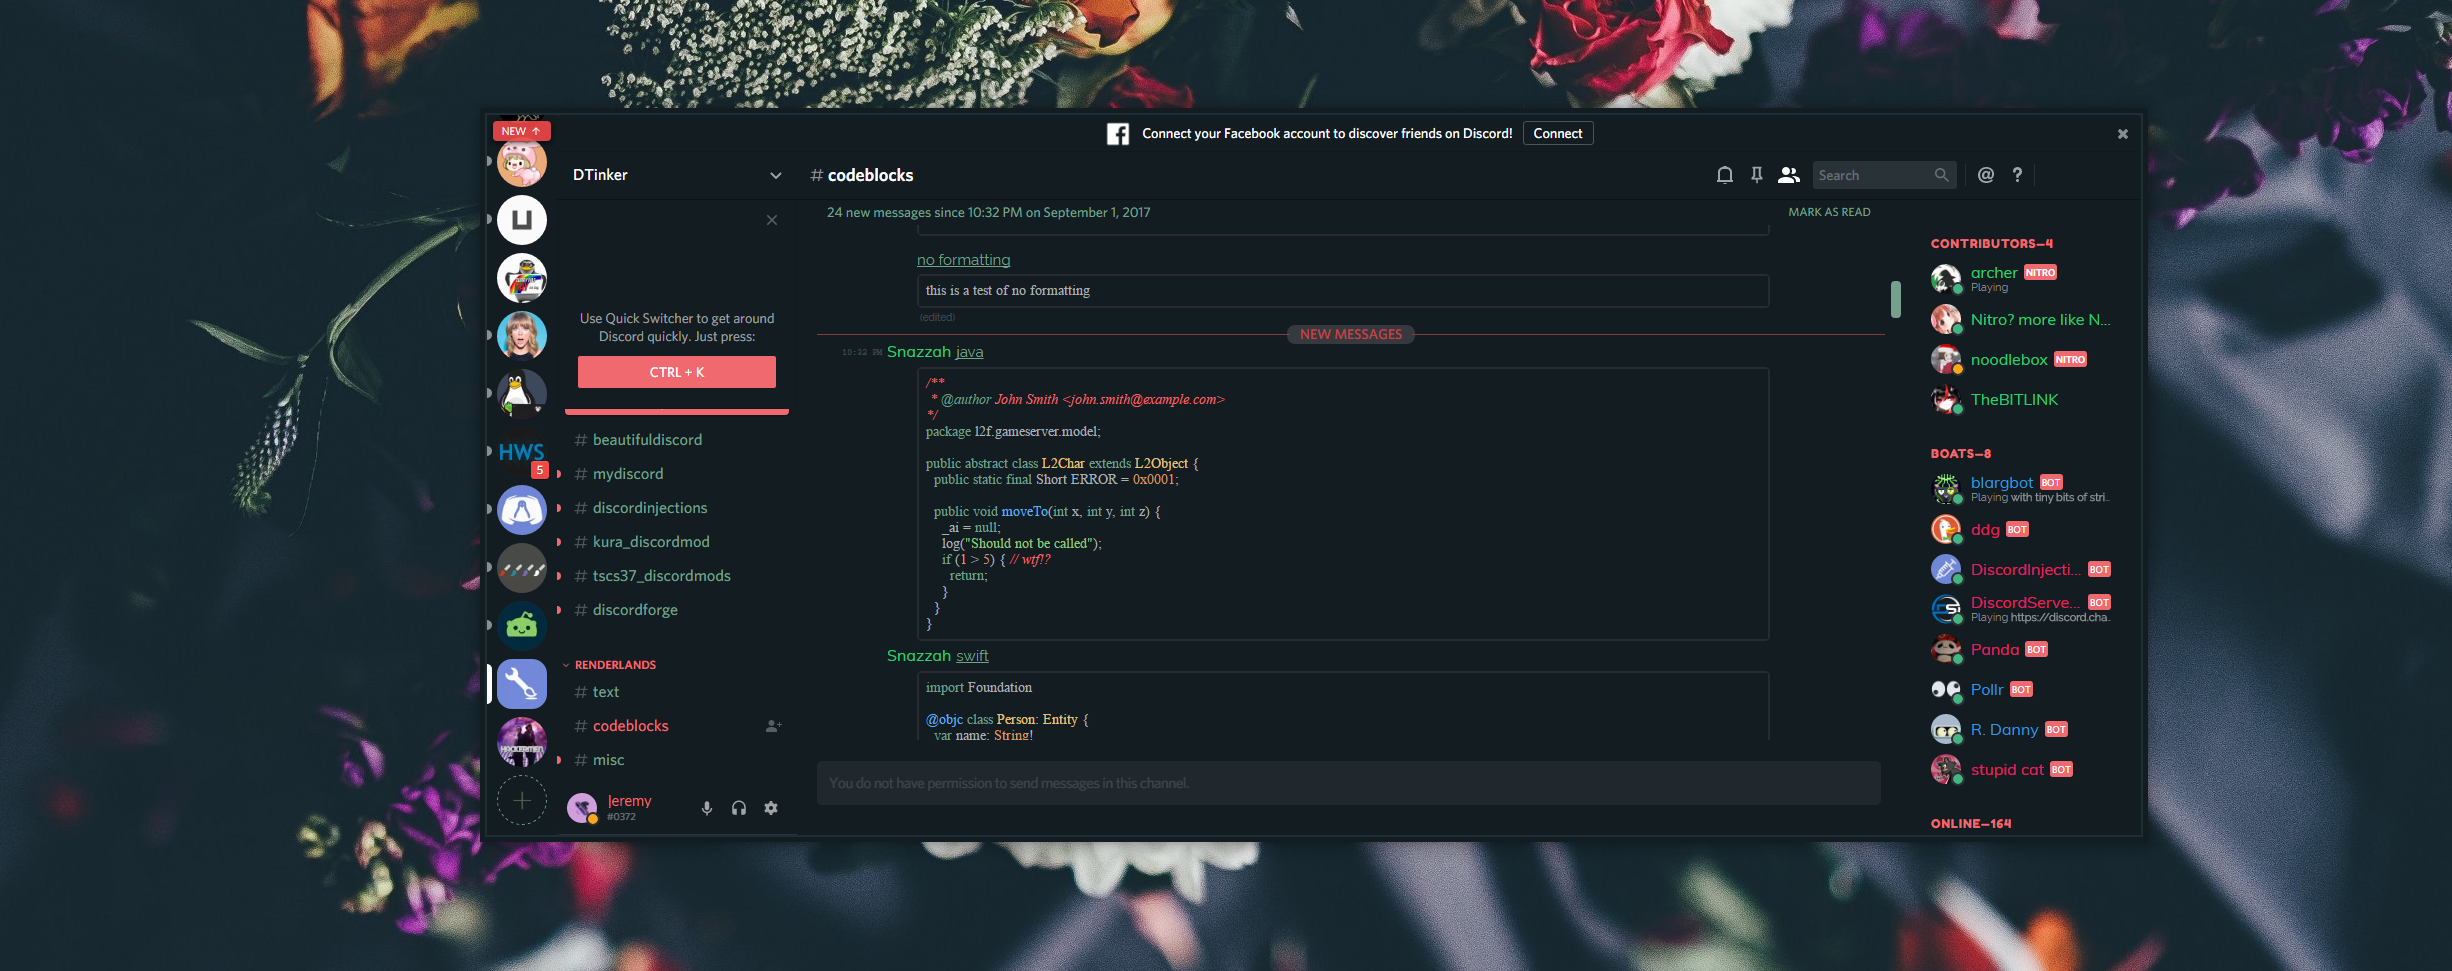 NEW ↑
Connect your Facebook account to discover friends on Discord!
Connect
DTinker
# codeblocks
Search
@
?
24 new messages since 10:32 PM on September 1, 2017
MARK AS READ
Use Quick Switcher to get around
Discord quickly. Just press:
CTRL + K
HWS
5
# beautifuldiscord
# mydiscord
# discordinjections
# kura_discordmod
# tscs37_discordmods
# discordforge
RENDERLANDS
# text
# codeblocks
# misc
HACKERMEN
Jeremy
#0372
no formatting
this is a test of no formatting
(edited)
NEW MESSAGES
10:32 PM Snazzah java
/**
* @author John Smith <john.smith@example.com>
*/
package l2f.gameserver.model;
public abstract class L2Char extends L2Object {
public static final Short ERROR = 0x0001;
public void moveTo(int x, int y, int z) {
_ai = null;
log("Should not be called");
if (1 > 5) { // wtf!?
return;
}
}
}
Snazzah swift
import Foundation
@objc class Person: Entity {
var name: String!
You do not have permission to send messages in this channel.
CONTRIBUTORS—4
archer NITRO
Playing
Nitro? more like N...
noodlebox NITRO
TheBITLINK
BOATS—8
blargbot BOT
Playing with tiny bits of stri..
ddg BOT
DiscordInjecti... BOT
DiscordServe... BOT
Playing https://discord.cha..
Panda BOT
Pollr BOT
R. Danny BOT
stupid cat BOT
ONLINE—164